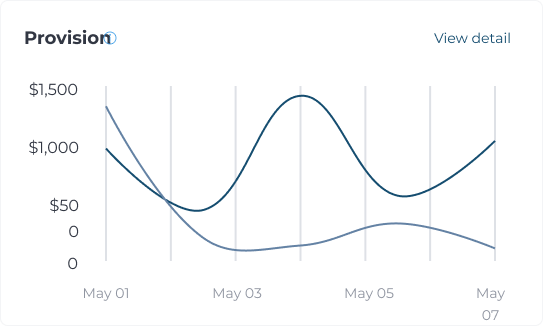 Provision
View detail
$1,500
$1,000
$50
0
0
May 01
May 03
May 05
May
07